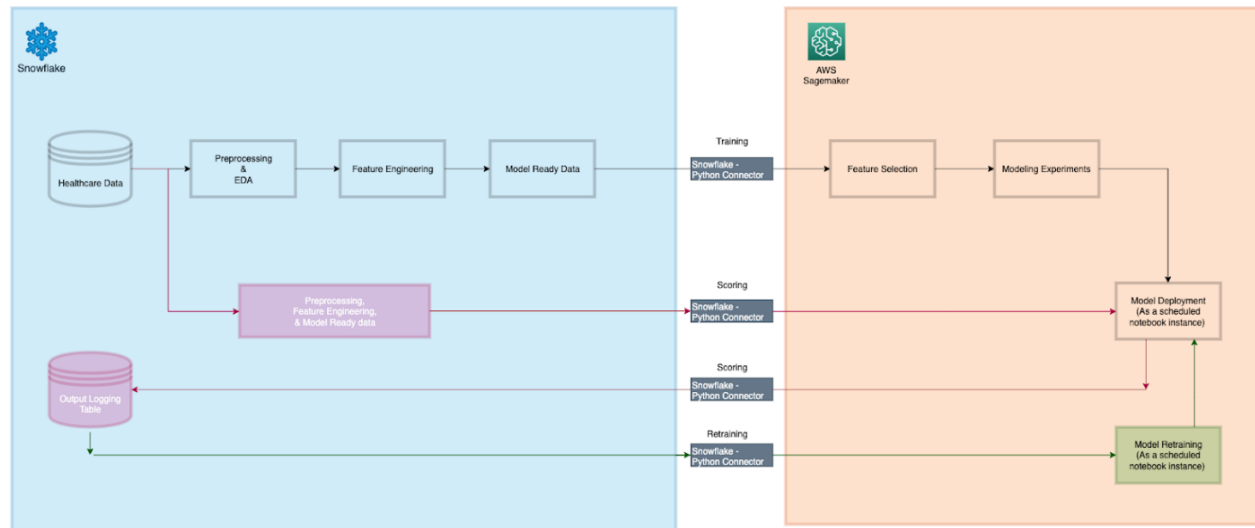 Snowflake
AWS
Sagemaker
Healthcare Data
Preprocessing
&
EDA
Feature Engineering
Model Ready Data
Training
Snowflake -
Python Connector
Feature Selection
Modeling Experiments
Preprocessing,
Feature Engineering,
& Model Ready data
Scoring
Snowflake -
Python Connector
Model Deployment
(As a scheduled
notebook instance)
Output Logging
Table
Scoring
Snowflake -
Python Connector
Retraining
Snowflake -
Python Connector
Model Retraining
(As a scheduled
notebook instance)